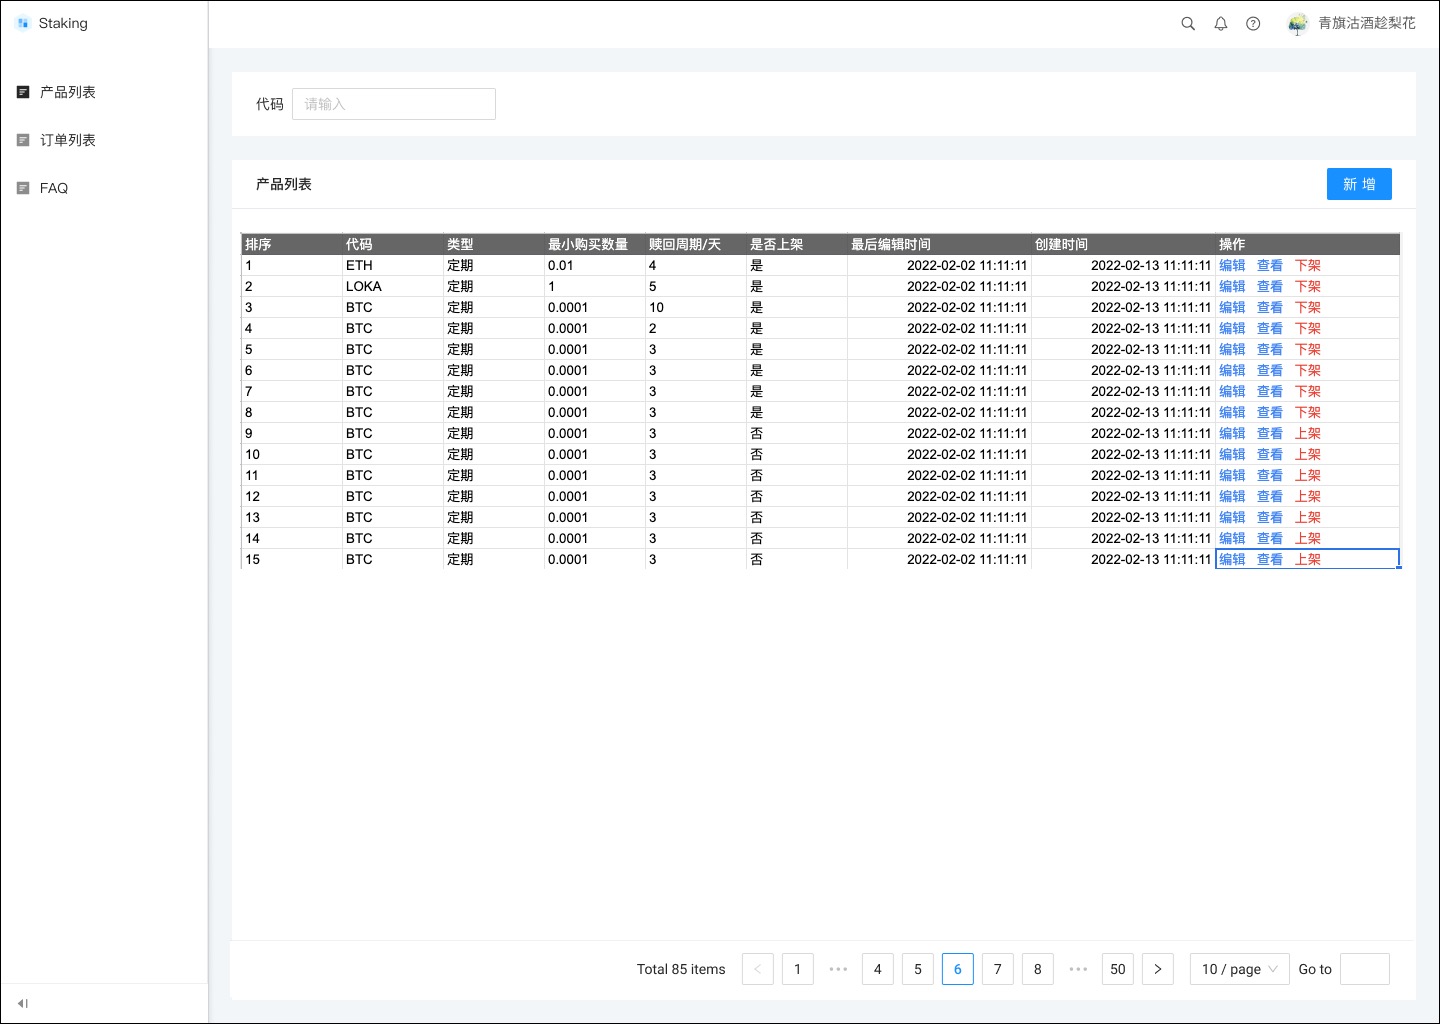 Staking
青旗沽酒趁梨花
产品列表
订单列表
FAQ
代码 请输入
产品列表 新 增
排序 代码 类型 最小购买数量 赎回周期/天 是否上架 最后编辑时间 创建时间 操作
1 ETH 定期 0.01 4 是 2022-02-02 11:11:11 2022-02-13 11:11:11 编辑 查看 下架
2 LOKA 定期 1 5 是 2022-02-02 11:11:11 2022-02-13 11:11:11 编辑 查看 下架
3 BTC 定期 0.0001 10 是 2022-02-02 11:11:11 2022-02-13 11:11:11 编辑 查看 下架
4 BTC 定期 0.0001 2 是 2022-02-02 11:11:11 2022-02-13 11:11:11 编辑 查看 下架
5 BTC 定期 0.0001 3 是 2022-02-02 11:11:11 2022-02-13 11:11:11 编辑 查看 下架
6 BTC 定期 0.0001 3 是 2022-02-02 11:11:11 2022-02-13 11:11:11 编辑 查看 下架
7 BTC 定期 0.0001 3 是 2022-02-02 11:11:11 2022-02-13 11:11:11 编辑 查看 下架
8 BTC 定期 0.0001 3 是 2022-02-02 11:11:11 2022-02-13 11:11:11 编辑 查看 下架
9 BTC 定期 0.0001 3 否 2022-02-02 11:11:11 2022-02-13 11:11:11 编辑 查看 上架
10 BTC 定期 0.0001 3 否 2022-02-02 11:11:11 2022-02-13 11:11:11 编辑 查看 上架
11 BTC 定期 0.0001 3 否 2022-02-02 11:11:11 2022-02-13 11:11:11 编辑 查看 上架
12 BTC 定期 0.0001 3 否 2022-02-02 11:11:11 2022-02-13 11:11:11 编辑 查看 上架
13 BTC 定期 0.0001 3 否 2022-02-02 11:11:11 2022-02-13 11:11:11 编辑 查看 上架
14 BTC 定期 0.0001 3 否 2022-02-02 11:11:11 2022-02-13 11:11:11 编辑 查看 上架
15 BTC 定期 0.0001 3 否 2022-02-02 11:11:11 2022-02-13 11:11:11 编辑 查看 上架
Total 85 items < 1 ••• 4 5 6 7 8 ••• 50 > 10 / page Go to